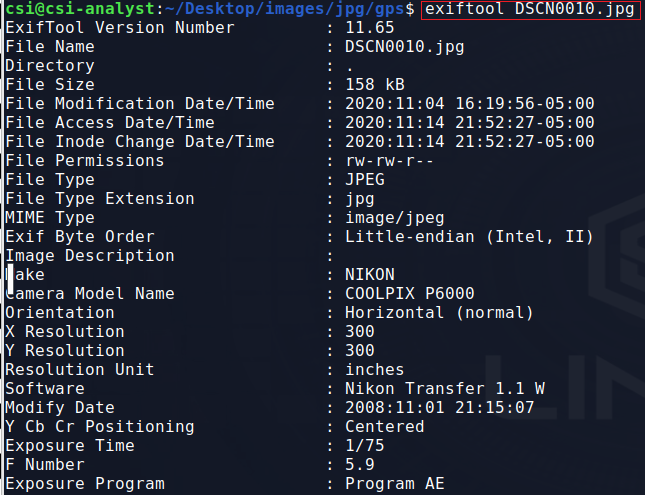 csi@csi-analyst:~/Desktop/images/jpg/gps$ exiftool DSCN0010.jpg
ExifTool Version Number : 11.65
File Name : DSCN0010.jpg
Directory : .
File Size : 158 kB
File Modification Date/Time : 2020:11:04 16:19:56-05:00
File Access Date/Time : 2020:11:14 21:52:27-05:00
File Inode Change Date/Time : 2020:11:14 21:52:27-05:00
File Permissions : rw-rw-r--
File Type : JPEG
File Type Extension : jpg
MIME Type : image/jpeg
Exif Byte Order : Little-endian (Intel, II)
Image Description :
Make : NIKON
Camera Model Name : COOLPIX P6000
Orientation : Horizontal (normal)
X Resolution : 300
Y Resolution : 300
Resolution Unit : inches
Software : Nikon Transfer 1.1 W
Modify Date : 2008:11:01 21:15:07
Y Cb Cr Positioning : Centered
Exposure Time : 1/75
F Number : 5.9
Exposure Program : Program AE